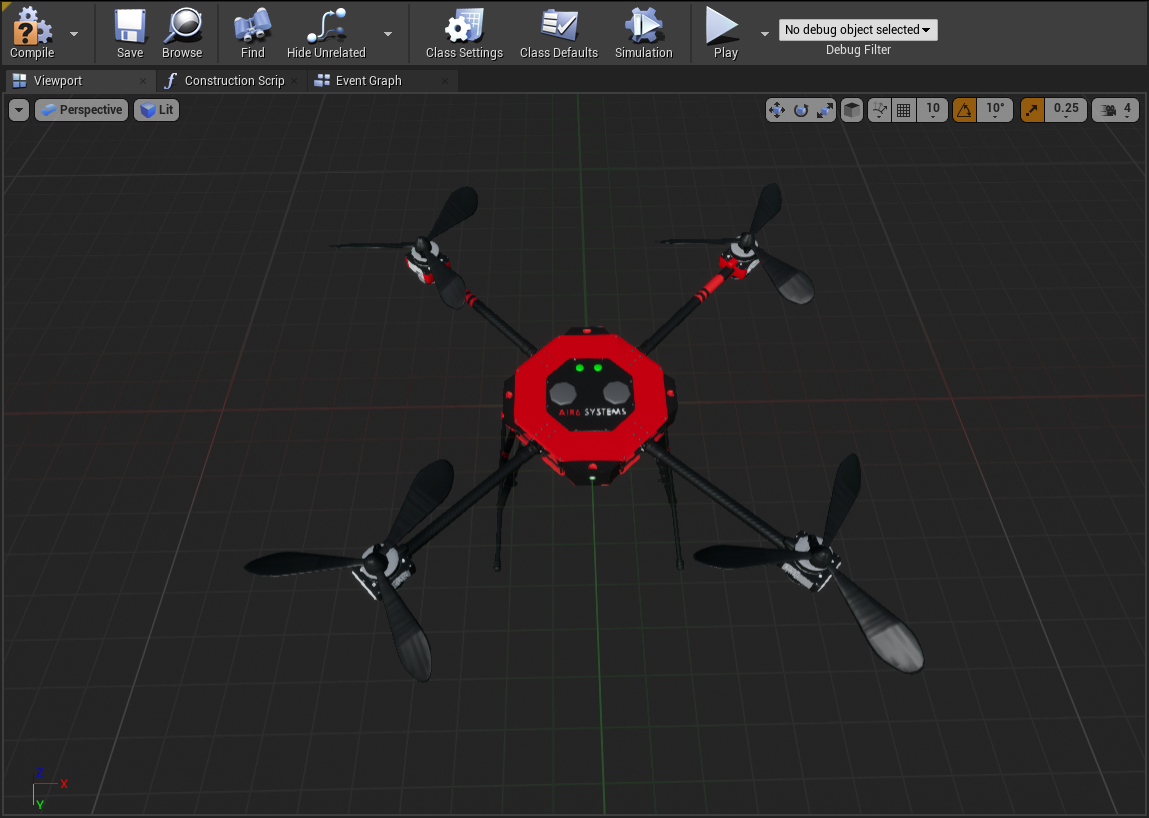 Compile
Save
Browse
Find
Hide Unrelated
Class Settings
Class Defaults
Simulation
Play
No debug object selected
Debug Filter
Viewport
Construction Scrip
Event Graph
Perspective
Lit
10
10°
0.25
4
AIR6 SYSTEMS
Z
X
Y